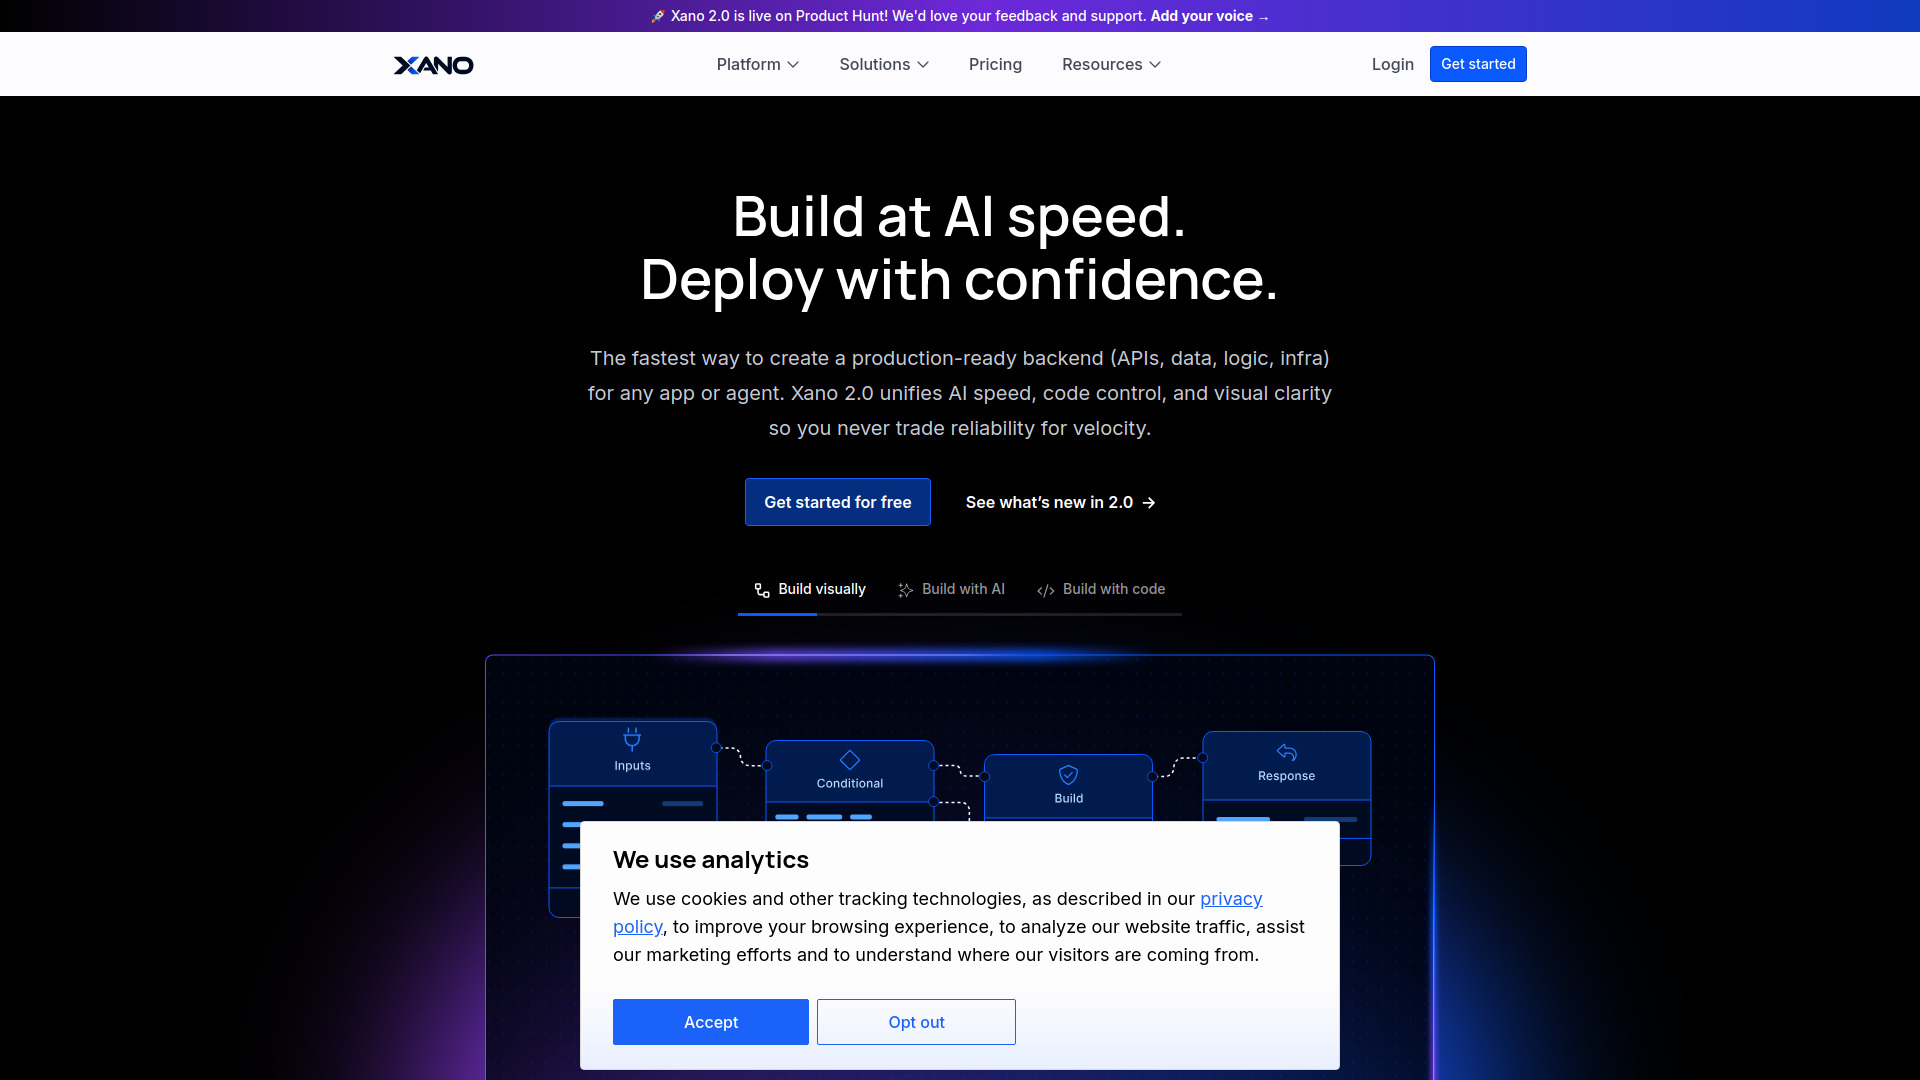 🚀 Xano 2.0 is live on Product Hunt! We'd love your feedback and support. Add your voice →
XANO
Platform
Solutions
Pricing
Resources
Login
Get started
Build at AI speed.
Deploy with confidence.
The fastest way to create a production-ready backend (APIs, data, logic, infra)
for any app or agent. Xano 2.0 unifies AI speed, code control, and visual clarity
so you never trade reliability for velocity.
Get started for free
See what’s new in 2.0 →
Build visually
Build with AI
Build with code
Inputs
Conditional
Build
Response
We use analytics
We use cookies and other tracking technologies, as described in our privacy
policy, to improve your browsing experience, to analyze our website traffic, assist
our marketing efforts and to understand where our visitors are coming from.
Accept
Opt out